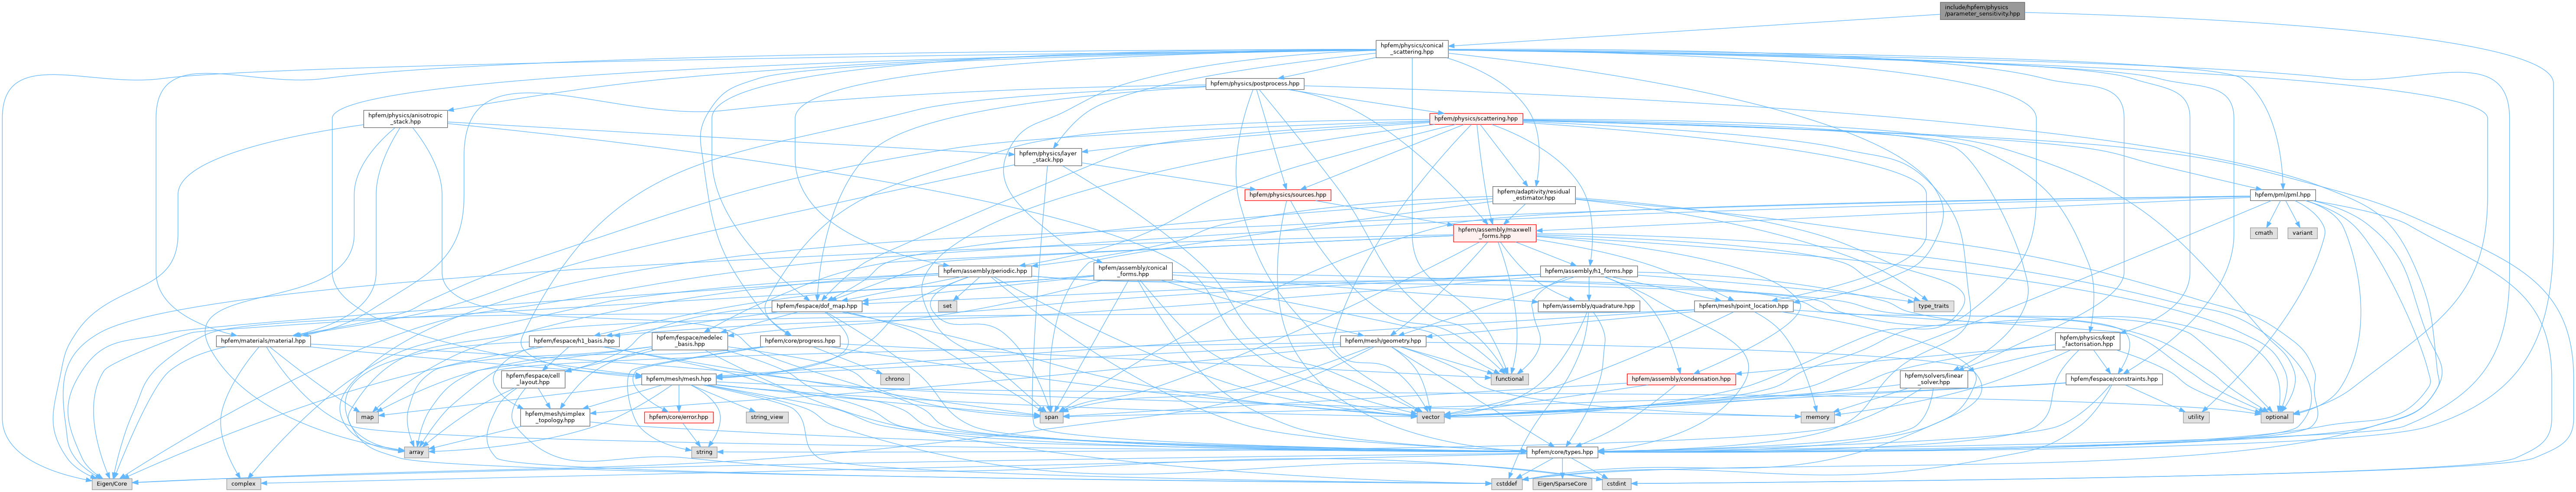 include/hpfem/physics
/parameter_sensitivity.hpp
hpfem/physics/conical
_scattering.hpp
hpfem/physics/postprocess.hpp
hpfem/physics/anisotropic
_stack.hpp
hpfem/physics/scattering.hpp
hpfem/physics/layer
_stack.hpp
hpfem/physics/sources.hpp
hpfem/adaptivity/residual
_estimator.hpp
hpfem/pml/pml.hpp
hpfem/assembly/maxwell
_forms.hpp
cmath
variant
hpfem/assembly/periodic.hpp
hpfem/assembly/conical
_forms.hpp
hpfem/assembly/h1_forms.hpp
set
hpfem/fespace/dof_map.hpp
hpfem/assembly/quadrature.hpp
hpfem/mesh/point_location.hpp
type_traits
hpfem/materials/material.hpp
hpfem/fespace/h1_basis.hpp
hpfem/fespace/nedelec
_basis.hpp
hpfem/core/progress.hpp
hpfem/mesh/geometry.hpp
hpfem/physics/kept
_factorisation.hpp
hpfem/fespace/cell
_layout.hpp
hpfem/mesh/mesh.hpp
chrono
functional
hpfem/assembly/condensation.hpp
hpfem/solvers/linear
_solver.hpp
hpfem/fespace/constraints.hpp
map
hpfem/mesh/simplex
_topology.hpp
hpfem/core/error.hpp
string_view
span
vector
memory
utility
optional
array
string
hpfem/core/types.hpp
Eigen/Core
complex
cstddef
Eigen/SparseCore
cstdint